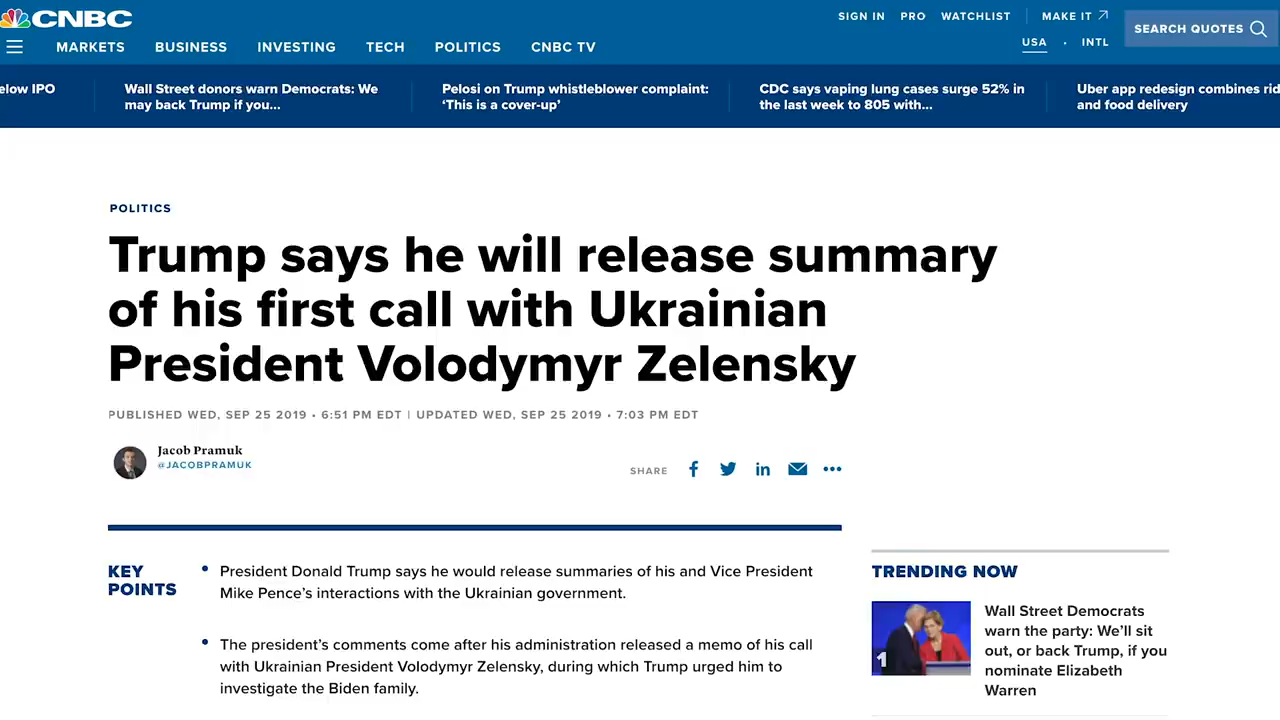 CNBC
SIGN IN PRO WATCHLIST MAKE IT
SEARCH QUOTES
USA · INTL
MARKETS BUSINESS INVESTING TECH POLITICS CNBC TV
elow IPO
Wall Street donors warn Democrats: We
may back Trump if you...
Pelosi on Trump whistleblower complaint:
‘This is a cover-up’
CDC says vaping lung cases surge 52% in
the last week to 805 with...
Uber app redesign combines rid
and food delivery
POLITICS
Trump says he will release summary
of his first call with Ukrainian
President Volodymyr Zelensky
PUBLISHED WED, SEP 25 2019 • 6:51 PM EDT | UPDATED WED, SEP 25 2019 • 7:03 PM EDT
Jacob Pramuk
@JACOBPRAMUK
SHARE
KEY
POINTS
• President Donald Trump says he would release summaries of his and Vice President
Mike Pence’s interactions with the Ukrainian government.
• The president’s comments come after his administration released a memo of his call
with Ukrainian President Volodymyr Zelensky, during which Trump urged him to
investigate the Biden family.
TRENDING NOW
1
Wall Street Democrats
warn the party: We’ll sit
out, or back Trump, if you
nominate Elizabeth
Warren